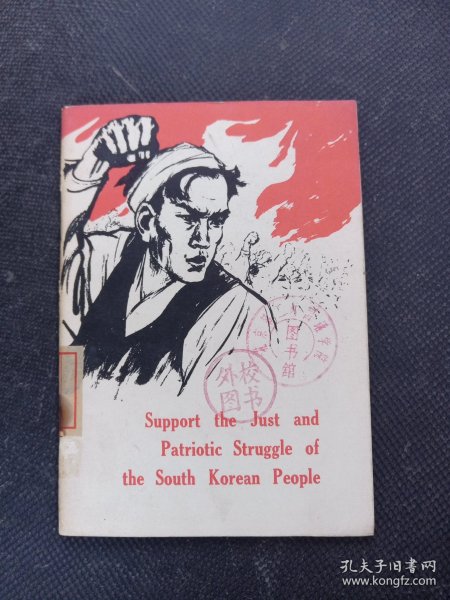 图
书
馆
外校
图书
Support the Just and
Patriotic Struggle of
the South Korean People
孔夫子旧书网
www.kongfz.com